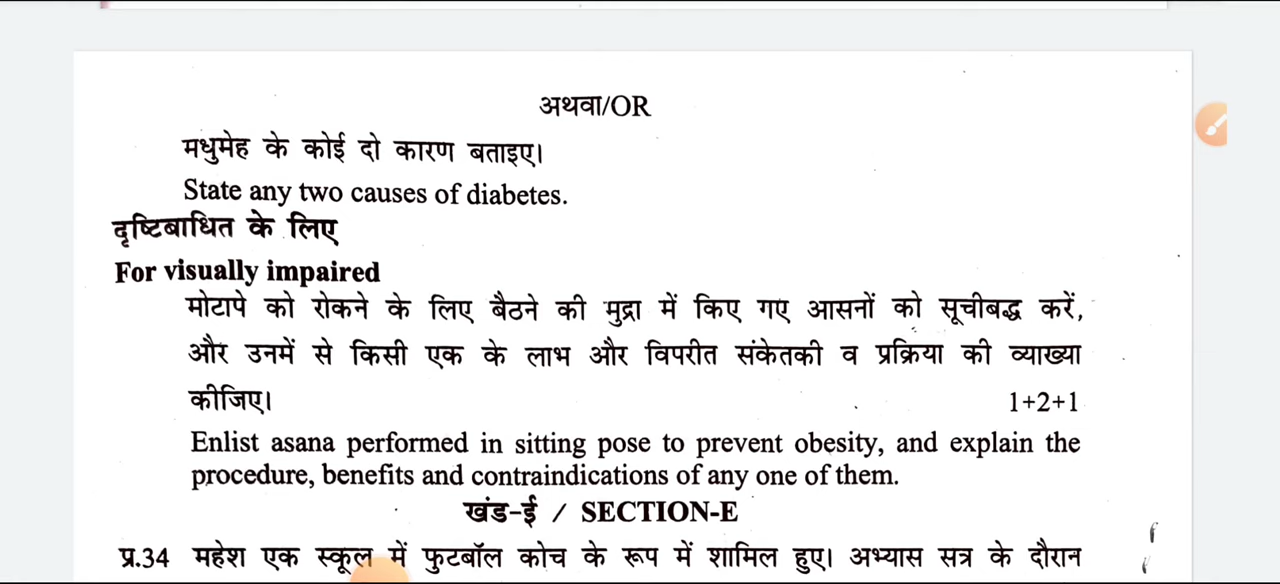 अथवा/OR
मधुमेह के कोई दो कारण बताइए।
State any two causes of diabetes.
दृष्टिबाधित के लिए
For visually impaired
मोटापे को रोकने के लिए बैठने की मुद्रा में किए गए आसनों को सूचीबद्ध करें,
और उनमें से किसी एक के लाभ और विपरीत संकेतकी व प्रक्रिया की व्याख्या
कीजिए। 1+2+1
Enlist asana performed in sitting pose to prevent obesity, and explain the
procedure, benefits and contraindications of any one of them.
खंड-ई / SECTION-E
प्र.34 महेश एक स्कूल में फुटबॉल कोच के रूप में शामिल हुए। अभ्यास सत्र के दौरान